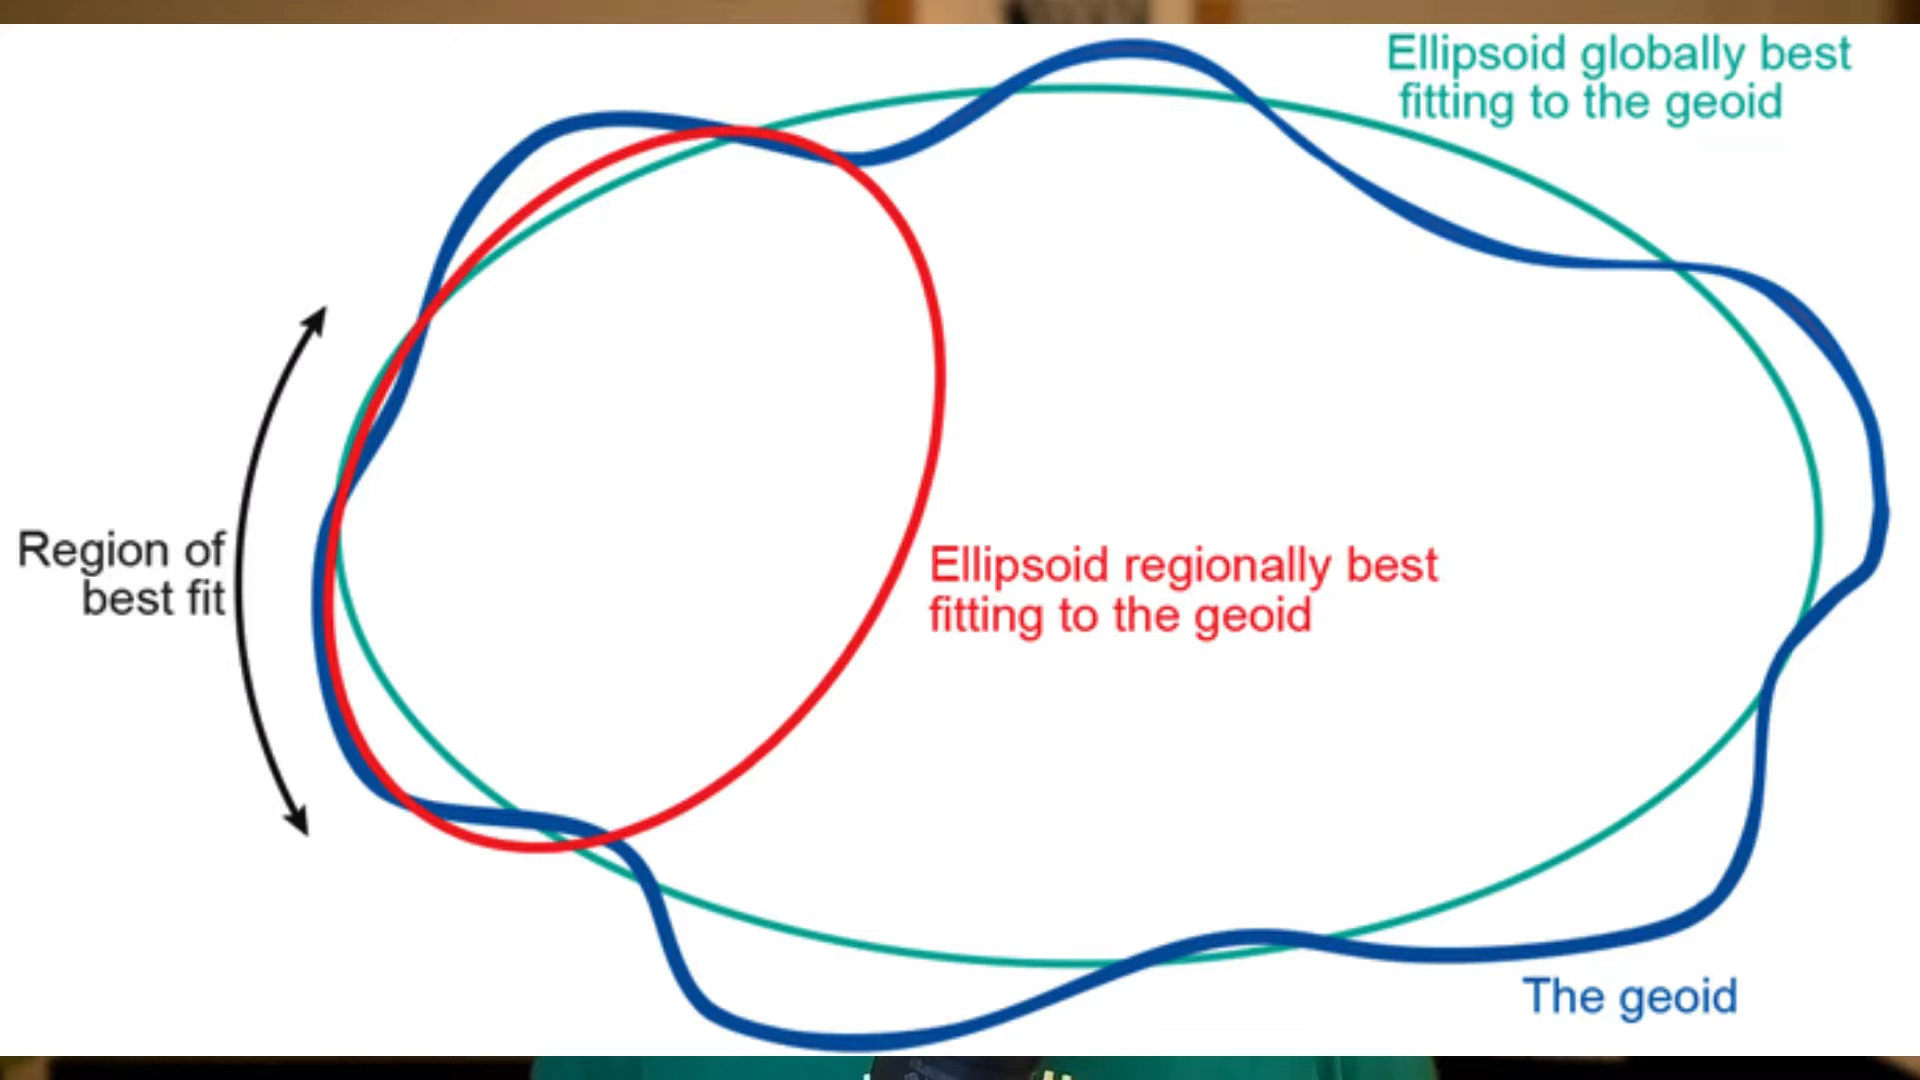 Ellipsoid globally best
fitting to the geoid
Region of
best fit
Ellipsoid regionally best
fitting to the geoid
The geoid